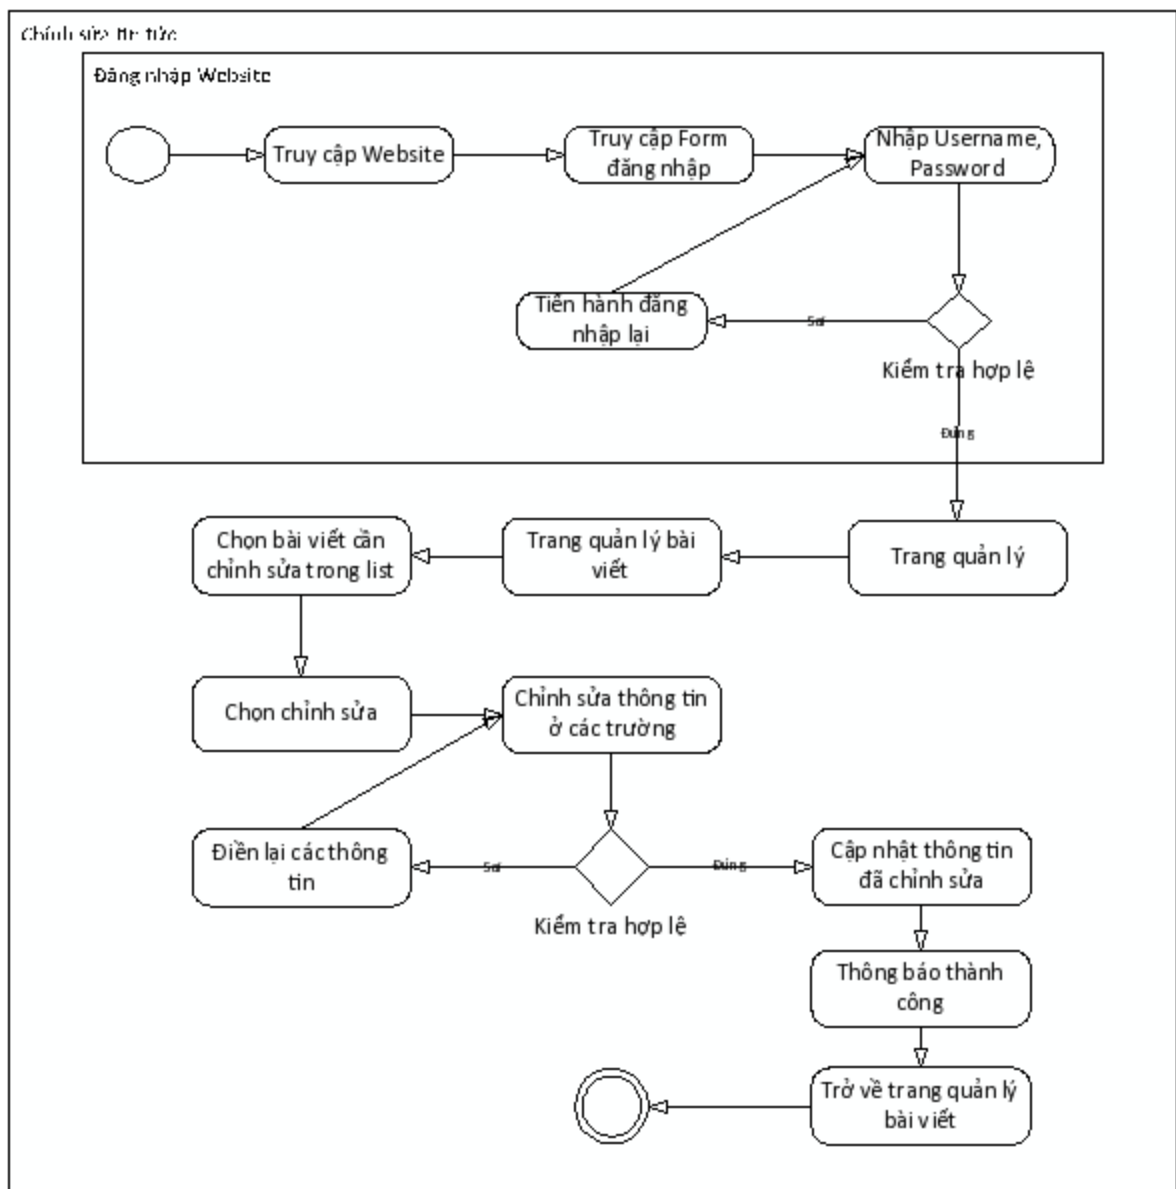 Chỉnh sửa tin tức
Đăng nhập Website
Truy cập Website
Truy cập Form
đăng nhập
Nhập Username,
Password
Tiến hành đăng
nhập lại
Sai
Kiểm tra hợp lệ
Đúng
Chọn bài viết cần
chỉnh sửa trong list
Trang quản lý bài
viết
Trang quản lý
Chọn chỉnh sửa
Chỉnh sửa thông tin
ở các trường
Điền lại các thông
tin
Sai
Đúng
Cập nhật thông tin
đã chỉnh sửa
Kiểm tra hợp lệ
Thông báo thành
công
Trở về trang quản lý
bài viết